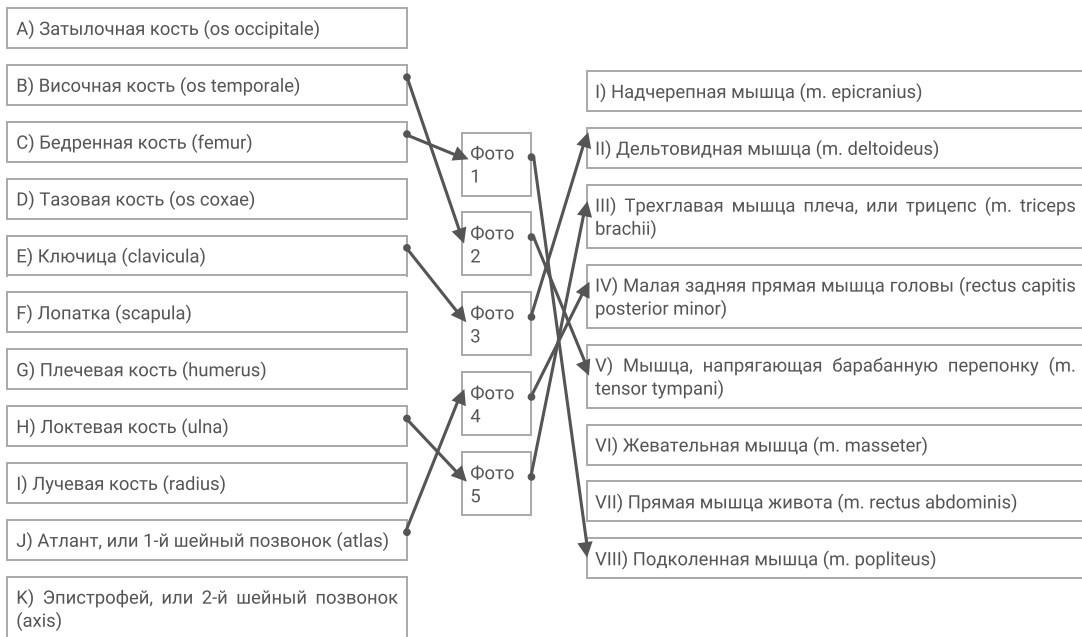 A) Затылочная кость (os occipitale)
B) Височная кость (os temporale)
C) Бедренная кость (femur)
D) Тазовая кость (os coxae)
E) Ключица (clavicula)
F) Лопатка (scapula)
G) Плечевая кость (humerus)
H) Локтевая кость (ulna)
I) Лучевая кость (radius)
J) Атлант, или 1-й шейный позвонок (atlas)
K) Эпистрофей, или 2-й шейный позвонок
(axis)
Фото
1
Фото
2
Фото
3
Фото
4
Фото
5
I) Надчерепная мышца (m. epicranius)
II) Дельтовидная мышца (m. deltoideus)
III) Трехглавая мышца плеча, или трицепс (m. triceps
brachii)
IV) Малая задняя прямая мышца головы (rectus capitis
posterior minor)
V) Мышца, напрягающая барабанную перепонку (m.
tensor tympani)
VI) Жевательная мышца (m. masseter)
VII) Прямая мышца живота (m. rectus abdominis)
VIII) Подколенная мышца (m. popliteus)